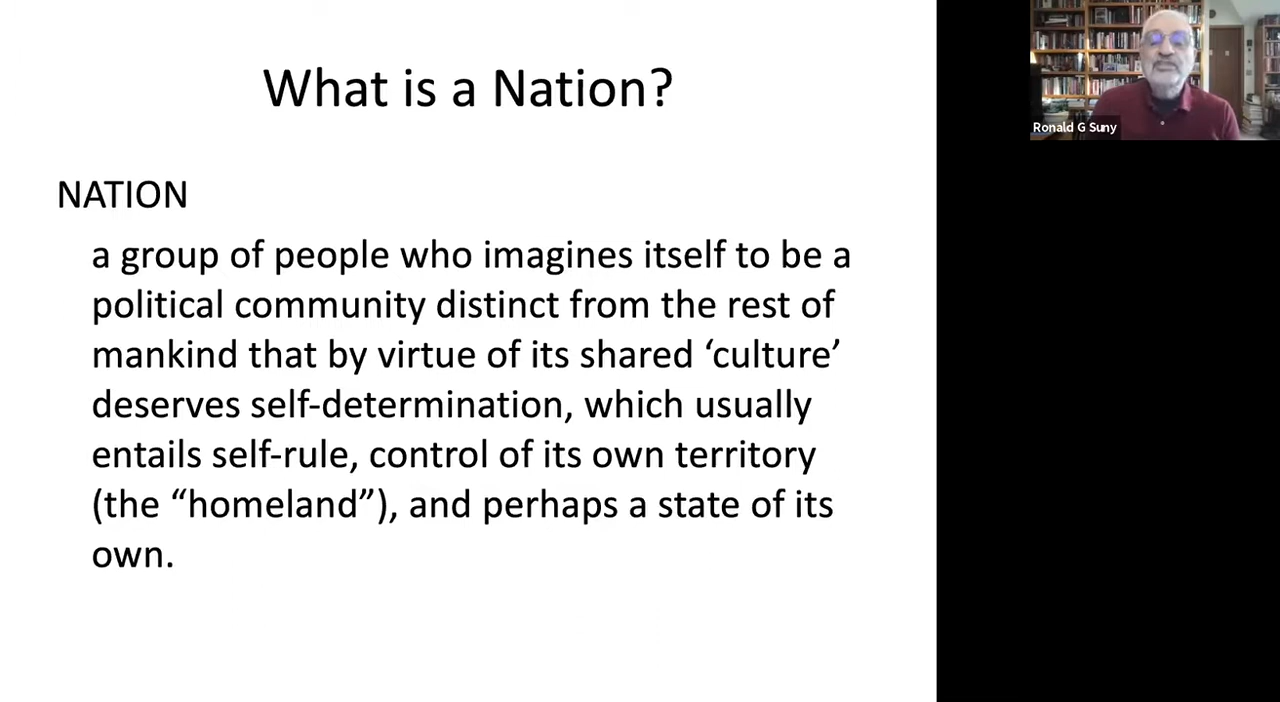 What is a Nation?
Ronald G Suny
NATION
a group of people who imagines itself to be a
political community distinct from the rest of
mankind that by virtue of its shared ‘culture’
deserves self-determination, which usually
entails self-rule, control of its own territory
(the “homeland”), and perhaps a state of its
own.